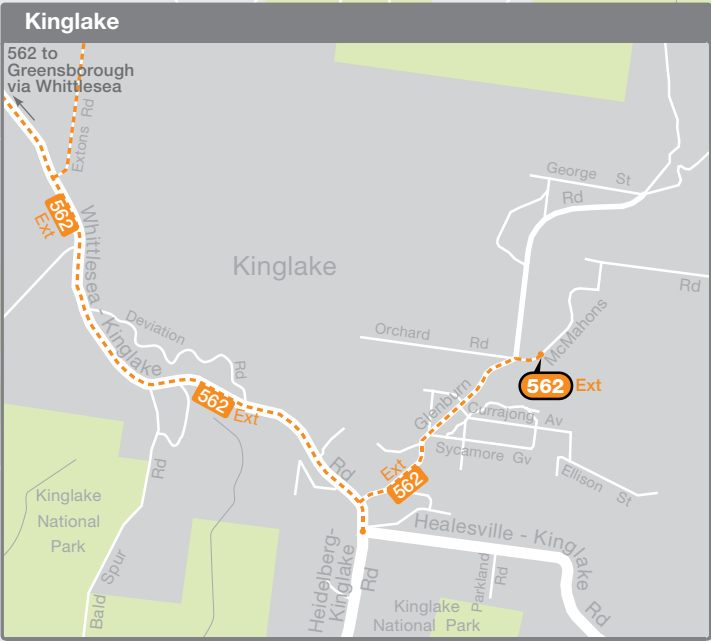 Kinglake
562 to
Greensborough
via Whittlesea
Extons Rd
562
Ext
Whittlesea - Kinglake
Rd
Deviation
Rd
Kinglake
George St
Rd
McMahons
Rd
Orchard Rd
562 Ext
Glenburn
Currajong Av
Sycamore Gv
Ellison St
562
Ext
Ext
562
Kinglake
National
Park
Bald Spur
Rd
Healesville - Kinglake
Rd
Heidelberg-
Kinglake
Rd
Parkland
Rd
Kinglake
National Park